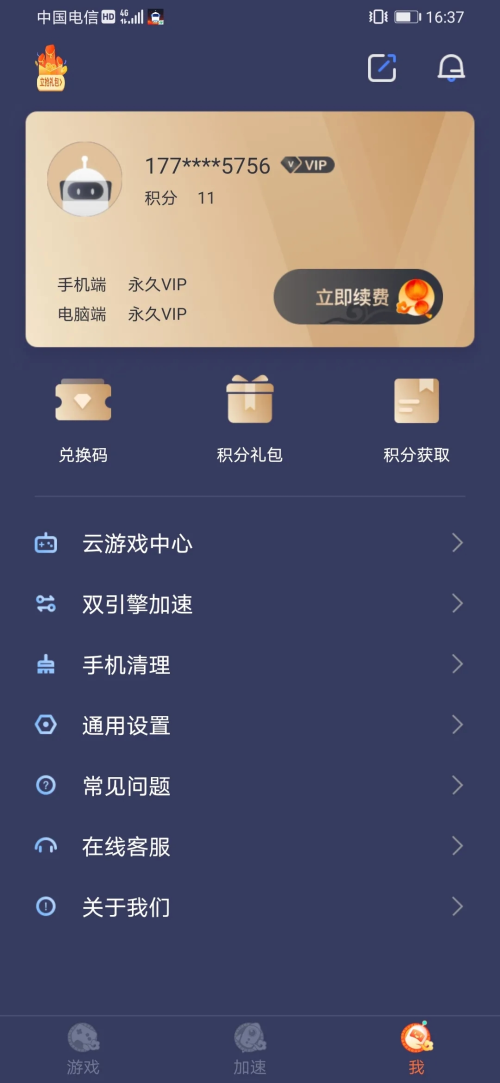 中国电信 HD 4G 16:37
立抢礼包
177****5756 VIP
积分 11
手机端 永久VIP
电脑端 永久VIP
立即续费
兑换码 积分礼包 积分获取
云游戏中心
双引擎加速
手机清理
通用设置
常见问题
在线客服
关于我们
游戏 加速 我